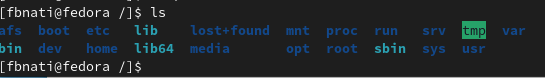 [fbnati@fedora /]$ ls
afs boot etc lib lost+found mnt proc run srv tmp var
bin dev home lib64 media opt root sbin sys usr
[fbnati@fedora /]$